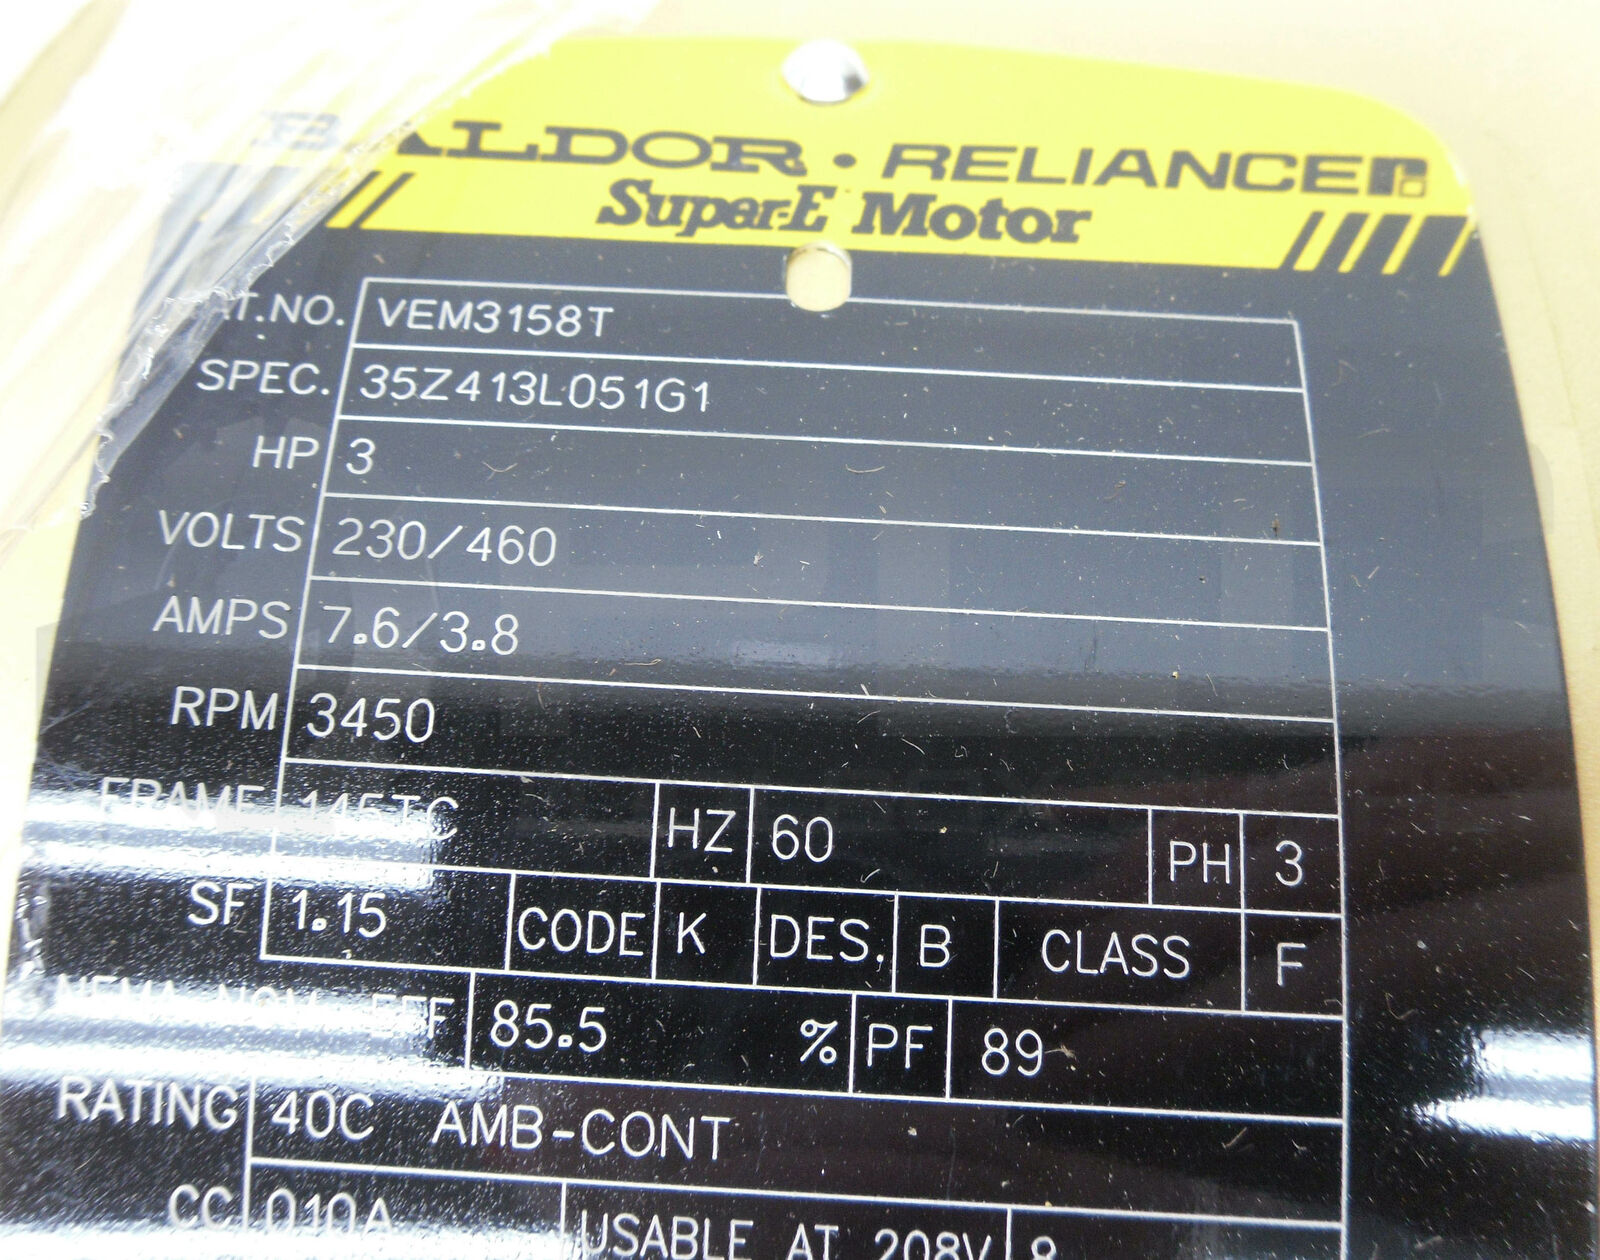 BALDOR • RELIANCER
Super-E Motor
CAT.NO. VEM3158T
SPEC. 35Z413L051G1
HP 3
VOLTS 230/460
AMPS 7.6/3.8
RPM 3450
FRAME 145TC HZ 60 PH 3
SF 1.15 CODE K DES. B CLASS F
NEMA NOM. EFF 85.5 % PF 89
RATING 40C AMB-CONT
CC 010A USABLE AT 208V 8